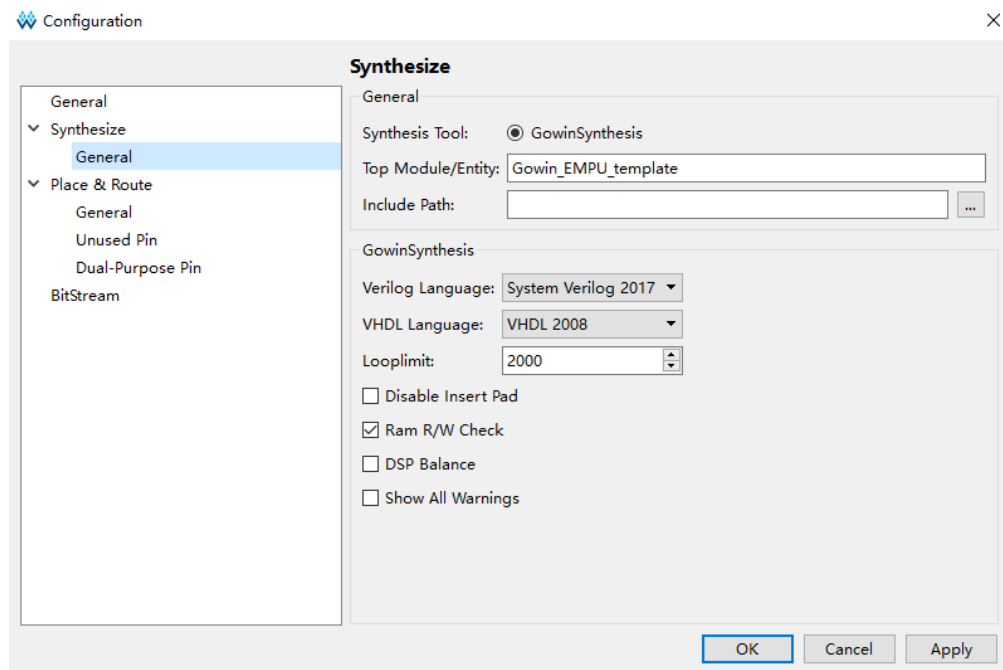 Configuration
General
Synthesize
General
Place & Route
General
Unused Pin
Dual-Purpose Pin
BitStream
Synthesize
General
Synthesis Tool: GowinSynthesis
Top Module/Entity: Gowin_EMPU_template
Include Path: ...
GowinSynthesis
Verilog Language: System Verilog 2017
VHDL Language: VHDL 2008
Looplimit: 2000
Disable Insert Pad
Ram R/W Check
DSP Balance
Show All Warnings
OK Cancel Apply